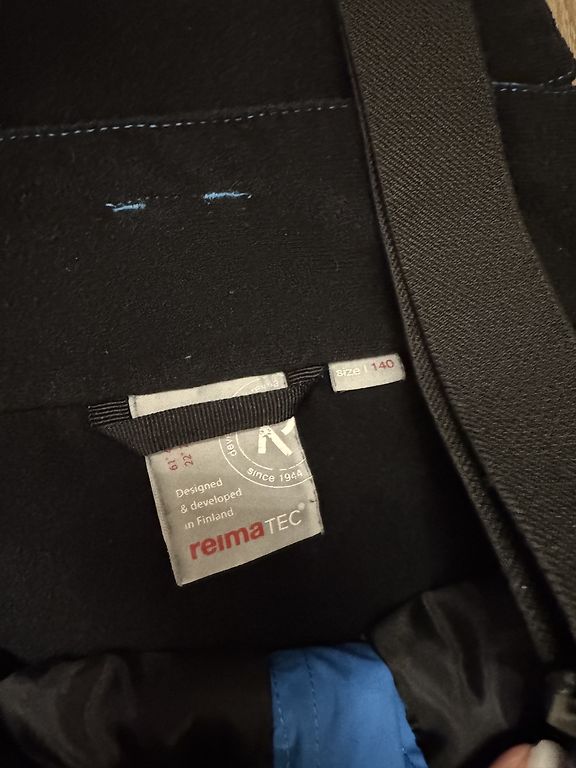 size | 140
since 1944
Designed
& developed
in Finland
reimaTEC®